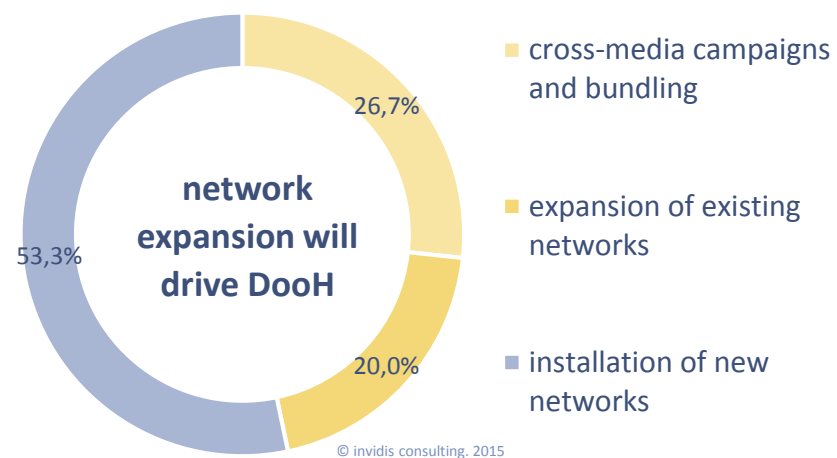 cross-media campaigns
and bundling
26,7%
network
expansion will
drive DooH
expansion of existing
networks
53,3%
20,0%
installation of new
networks
© invidis consulting. 2015